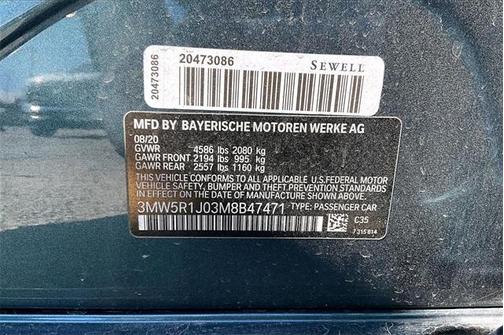 20473086
20473086
SEWELL
MFD BY BAYERISCHE MOTOREN WERKE AG
08/20
GVWR 4586 lbs 2080 kg
GAWR FRONT 2194 lbs 995 kg
GAWR REAR 2557 lbs 1160 kg
THIS VEHICLE CONFORMS TO ALL APPLICABLE U.S. FEDERAL MOTOR
VEHICLE SAFETY, BUMPER AND THEFT PREVENTION STANDARDS
IN EFFECT ON THE DATE OF MANUFACTURE SHOWN ABOVE.
3MW5R1J03M8B47471 TYPE: PASSENGER CAR
C35
7 315 814